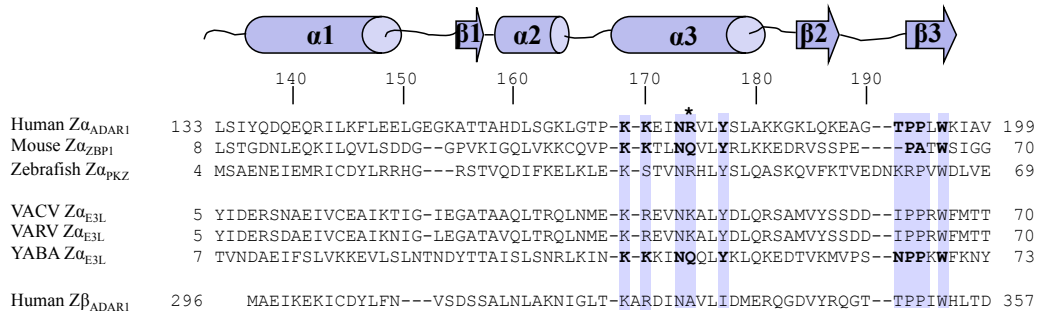 α1 β1 α2 α3 β2 β3
140 150 160 170 180 190
*
Human ZαADAR1 133 LSIYQDQEQRILKFLEELGEGKATTAHDLSGKLGTP-K-KEINRVLYSLAKKGKLQKEAG--TPPLWKIAV 199
Mouse ZαZBP1 8 LSTGDNLEQKILQVLSDDG-GPVKIGQLVKKCQVP-K-KTLNQVLYRLKKEDRVSSPE----PATWSIGG 70
Zebrafish ZαPKZ 4 MSAENEIEMRICDYLRRHG--RSTVQDIFKELKLE-K-STVNRHLYSLQASKQVFKTVEDNKRPVWDLVE 69
VACV ZαE3L 5 YIDERSNAEIVCEAIKTIG-IEGATAAQLTRQLNME-K-REVNKALYDLQRSAMVYSSDD--IPPRWFMTT 70
VARV ZαE3L 5 YIDERSDAEIVCEAIKNIG-LEGATAVQLTRQLNME-K-REVNKALYDLQRSAMVYSSDD--IPPRWFMTT 70
YABA ZαE3L 7 TVNDAEIFSLVKKEVLSLNTNDYTTAISLSNRLKIN-K-KKINQQLYKLQKEDTVKMVPS--NPPKWFKNY 73
Human ZβADAR1 296 MAEIKEKICDYLFN---VSDSSALNLAKNIGLT-KARDINAVLIDMERQGDVYRQGT--TPPIWHLTD 357